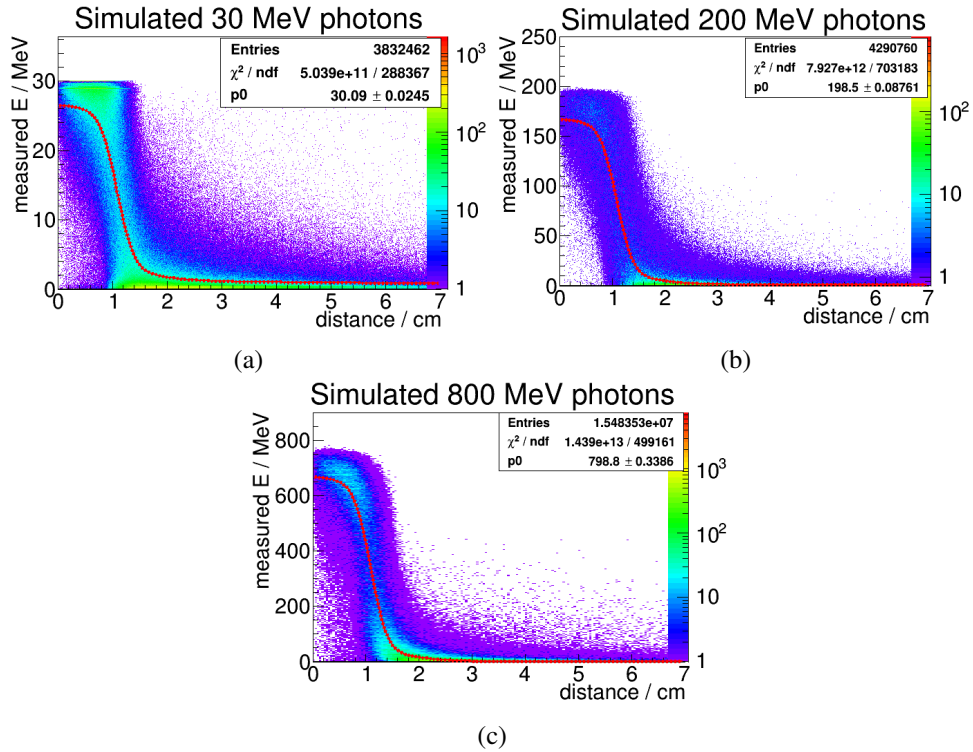 Simulated 30 MeV photons
Entries 3832462
χ² / ndf 5.039e+11 / 288367
p0 30.09 ± 0.0245
measured E / MeV
30
20
10
0
0 1 2 3 4 5 6 7
distance / cm
10³
10²
10
1
(a)
Simulated 200 MeV photons
Entries 4290760
χ² / ndf 7.927e+12 / 703183
p0 198.5 ± 0.08761
measured E / MeV
250
200
150
100
50
0
0 1 2 3 4 5 6 7
distance / cm
10²
10
1
(b)
Simulated 800 MeV photons
Entries 1.548353e+07
χ² / ndf 1.439e+13 / 499161
p0 798.8 ± 0.3386
measured E / MeV
800
600
400
200
0
0 1 2 3 4 5 6 7
distance / cm
10³
10²
10
1
(c)